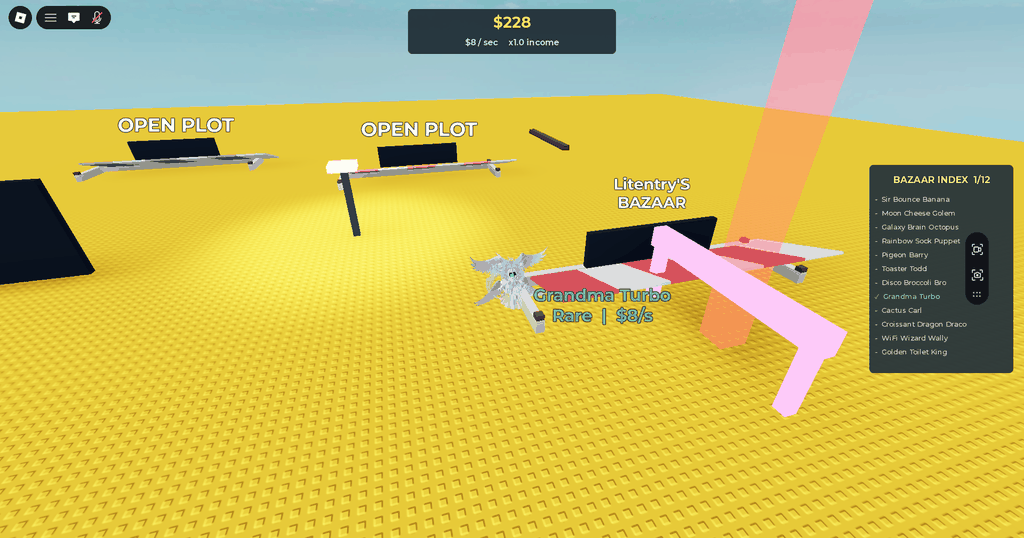 $228
$8 / sec x1.0 income
OPEN PLOT
OPEN PLOT
Litentry'S
BAZAAR
Grandma Turbo
Rare | $8/s
BAZAAR INDEX 1/12
- Sir Bounce Banana
- Moon Cheese Golem
- Galaxy Brain Octopus
- Rainbow Sock Puppet
- Pigeon Barry
- Toaster Todd
- Disco Broccoli Bro
✓ Grandma Turbo
- Cactus Carl
- Croissant Dragon Draco
- WiFi Wizard Wally
- Golden Toilet King